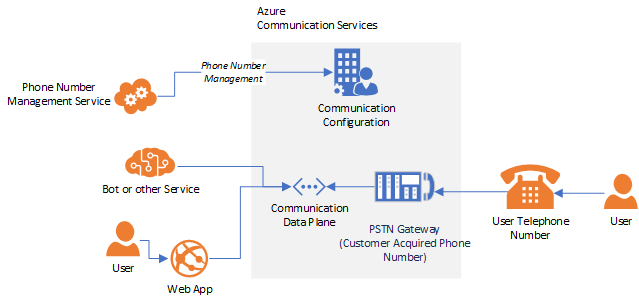 Azure
Communication Services
Phone Number
Management
Phone Number
Management Service
Communication
Configuration
Bot or other Service
Communication
Data Plane
PSTN Gateway
(Customer Acquired Phone
Number)
User Telephone
Number
User
User
Web App